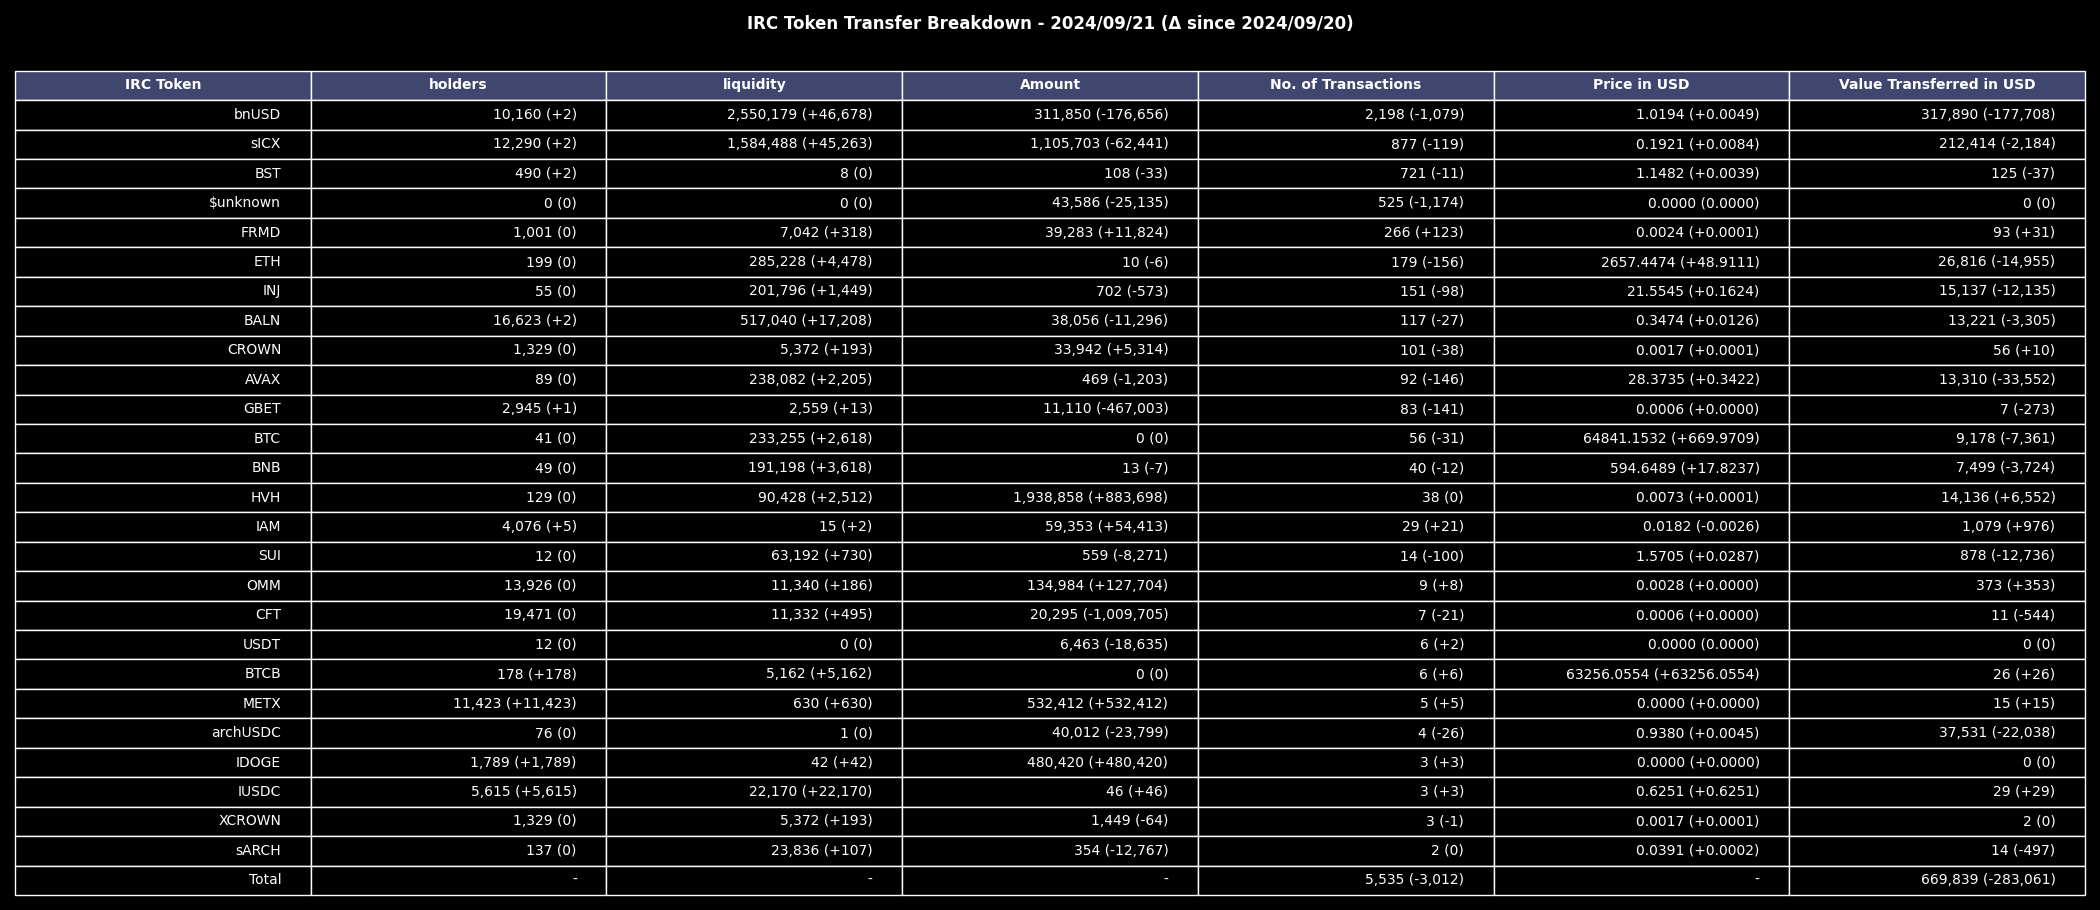 IRC Token Transfer Breakdown - 2024/09/21 (Δ since 2024/09/20)
IRC Token holders liquidity Amount No. of Transactions Price in USD Value Transferred in USD
bnUSD 10,160 (+2) 2,550,179 (+46,678) 311,850 (-176,656) 2,198 (-1,079) 1.0194 (+0.0049) 317,890 (-177,708)
sICX 12,290 (+2) 1,584,488 (+45,263) 1,105,703 (-62,441) 877 (-119) 0.1921 (+0.0084) 212,414 (-2,184)
BST 490 (+2) 8 (0) 108 (-33) 721 (-11) 1.1482 (+0.0039) 125 (-37)
$unknown 0 (0) 0 (0) 43,586 (-25,135) 525 (-1,174) 0.0000 (0.0000) 0 (0)
FRMD 1,001 (0) 7,042 (+318) 39,283 (+11,824) 266 (+123) 0.0024 (+0.0001) 93 (+31)
ETH 199 (0) 285,228 (+4,478) 10 (-6) 179 (-156) 2657.4474 (+48.9111) 26,816 (-14,955)
INJ 55 (0) 201,796 (+1,449) 702 (-573) 151 (-98) 21.5545 (+0.1624) 15,137 (-12,135)
BALN 16,623 (+2) 517,040 (+17,208) 38,056 (-11,296) 117 (-27) 0.3474 (+0.0126) 13,221 (-3,305)
CROWN 1,329 (0) 5,372 (+193) 33,942 (+5,314) 101 (-38) 0.0017 (+0.0001) 56 (+10)
AVAX 89 (0) 238,082 (+2,205) 469 (-1,203) 92 (-146) 28.3735 (+0.3422) 13,310 (-33,552)
GBET 2,945 (+1) 2,559 (+13) 11,110 (-467,003) 83 (-141) 0.0006 (+0.0000) 7 (-273)
BTC 41 (0) 233,255 (+2,618) 0 (0) 56 (-31) 64841.1532 (+669.9709) 9,178 (-7,361)
BNB 49 (0) 191,198 (+3,618) 13 (-7) 40 (-12) 594.6489 (+17.8237) 7,499 (-3,724)
HVH 129 (0) 90,428 (+2,512) 1,938,858 (+883,698) 38 (0) 0.0073 (+0.0001) 14,136 (+6,552)
IAM 4,076 (+5) 15 (+2) 59,353 (+54,413) 29 (+21) 0.0182 (-0.0026) 1,079 (+976)
SUI 12 (0) 63,192 (+730) 559 (-8,271) 14 (-100) 1.5705 (+0.0287) 878 (-12,736)
OMM 13,926 (0) 11,340 (+186) 134,984 (+127,704) 9 (+8) 0.0028 (+0.0000) 373 (+353)
CFT 19,471 (0) 11,332 (+495) 20,295 (-1,009,705) 7 (-21) 0.0006 (+0.0000) 11 (-544)
USDT 12 (0) 0 (0) 6,463 (-18,635) 6 (+2) 0.0000 (0.0000) 0 (0)
BTCB 178 (+178) 5,162 (+5,162) 0 (0) 6 (+6) 63256.0554 (+63256.0554) 26 (+26)
METX 11,423 (+11,423) 630 (+630) 532,412 (+532,412) 5 (+5) 0.0000 (+0.0000) 15 (+15)
archUSDC 76 (0) 1 (0) 40,012 (-23,799) 4 (-26) 0.9380 (+0.0045) 37,531 (-22,038)
IDOGE 1,789 (+1,789) 42 (+42) 480,420 (+480,420) 3 (+3) 0.0000 (+0.0000) 0 (0)
IUSDC 5,615 (+5,615) 22,170 (+22,170) 46 (+46) 3 (+3) 0.6251 (+0.6251) 29 (+29)
XCROWN 1,329 (0) 5,372 (+193) 1,449 (-64) 3 (-1) 0.0017 (+0.0001) 2 (0)
sARCH 137 (0) 23,836 (+107) 354 (-12,767) 2 (0) 0.0391 (+0.0002) 14 (-497)
Total - - - 5,535 (-3,012) - 669,839 (-283,061)